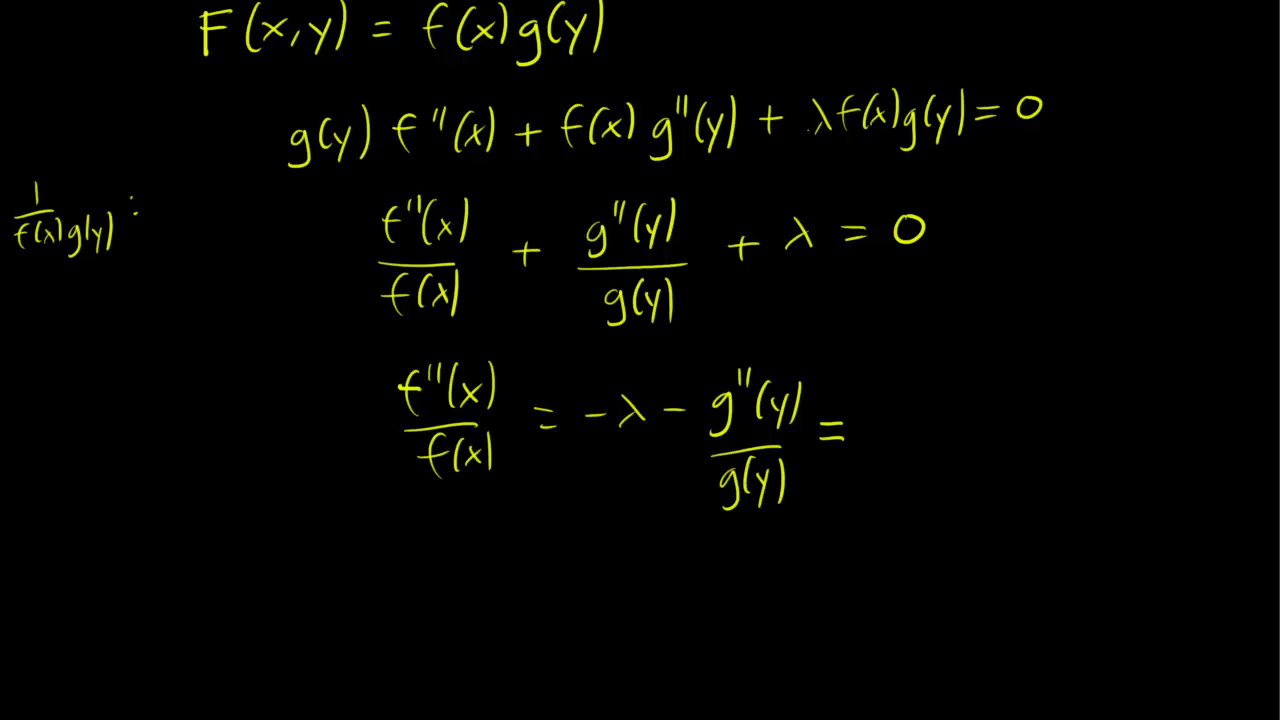 F(x,y) = f(x)g(y)
g(y) f''(x) + f(x) g''(y) + λf(x)g(y) = 0
1/f(x)g(y) : f''(x)/f(x) + g''(y)/g(y) + λ = 0
f''(x)/f(x) = -λ - g''(y)/g(y) =